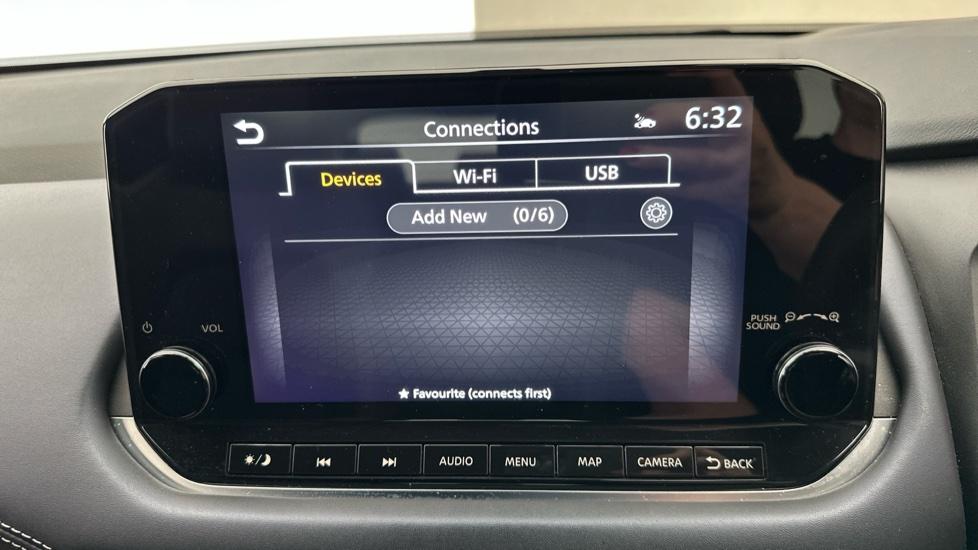 Connections 6:32
Devices Wi-Fi USB
Add New (0/6)
★ Favourite (connects first)
VOL
PUSH
SOUND
AUDIO MENU MAP CAMERA BACK